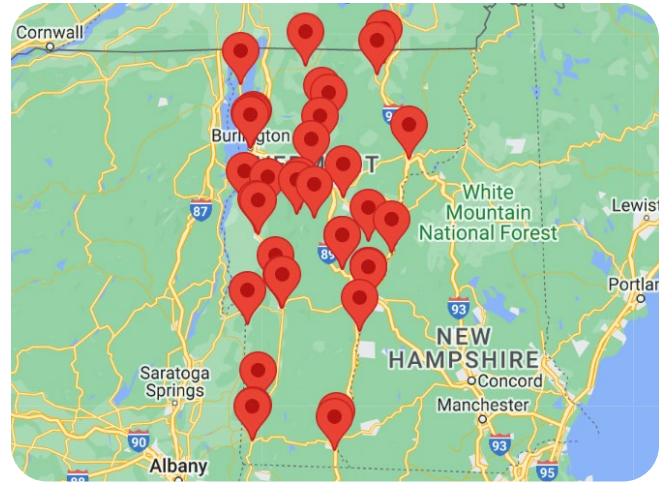 Cornwall
Burlington
87
White
Mountain
National Forest
Lewist
89
Portlan
93
NEW
HAMPSHIRE
Saratoga
Springs
Concord
Manchester
90
93
Albany
95
88